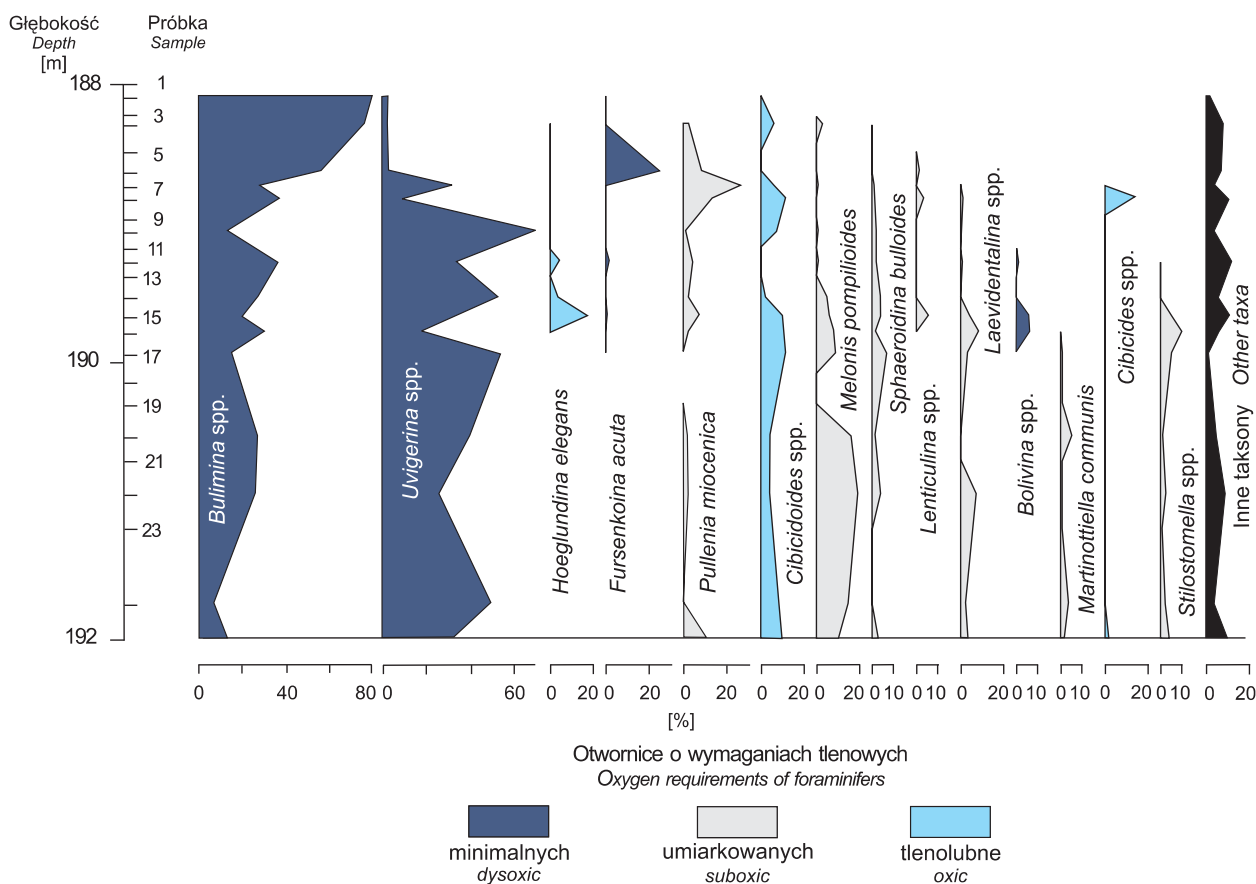 Głębokość
Depth
[m]
Próbka
Sample
188
190
192
1
3
5
7
9
11
13
15
17
19
21
23
Bulimina spp.
Uvigerina spp.
Hoeglundina elegans
Fursenkoina acuta
Pullenia miocenica
Cibicidoides spp.
Melonis pompilioides
Sphaeroidina bulloides
Lenticulina spp.
Laevidentalina spp.
Bolivina spp.
Martinottiella communis
Cibicides spp.
Stilostomella spp.
Inne taksony Other taxa
0 40 80 0 60 0 20 0 20 0 20 0 20 0 20 0 10 0 10 0 20 0 10 0 10 0 20 0 10 0 20
[%]
Otwornice o wymaganiach tlenowych
Oxygen requirements of foraminifers
minimalnych
dysoxic
umiarkowanych
suboxic
tlenolubne
oxic